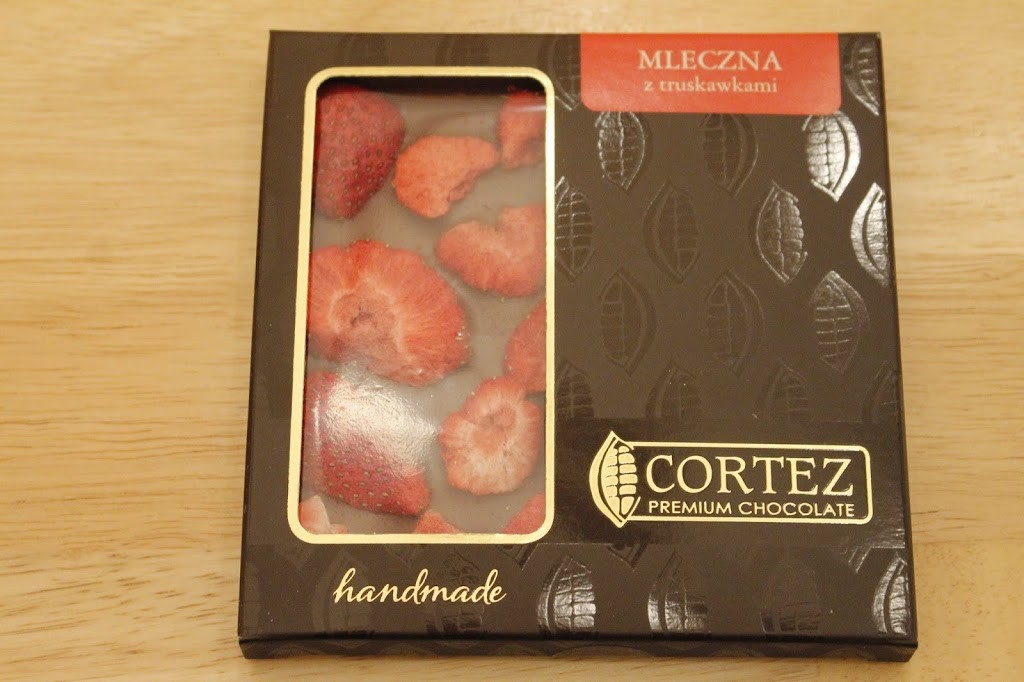 MLECZNA
z truskawkami
CORTEZ
PREMIUM CHOCOLATE
handmade